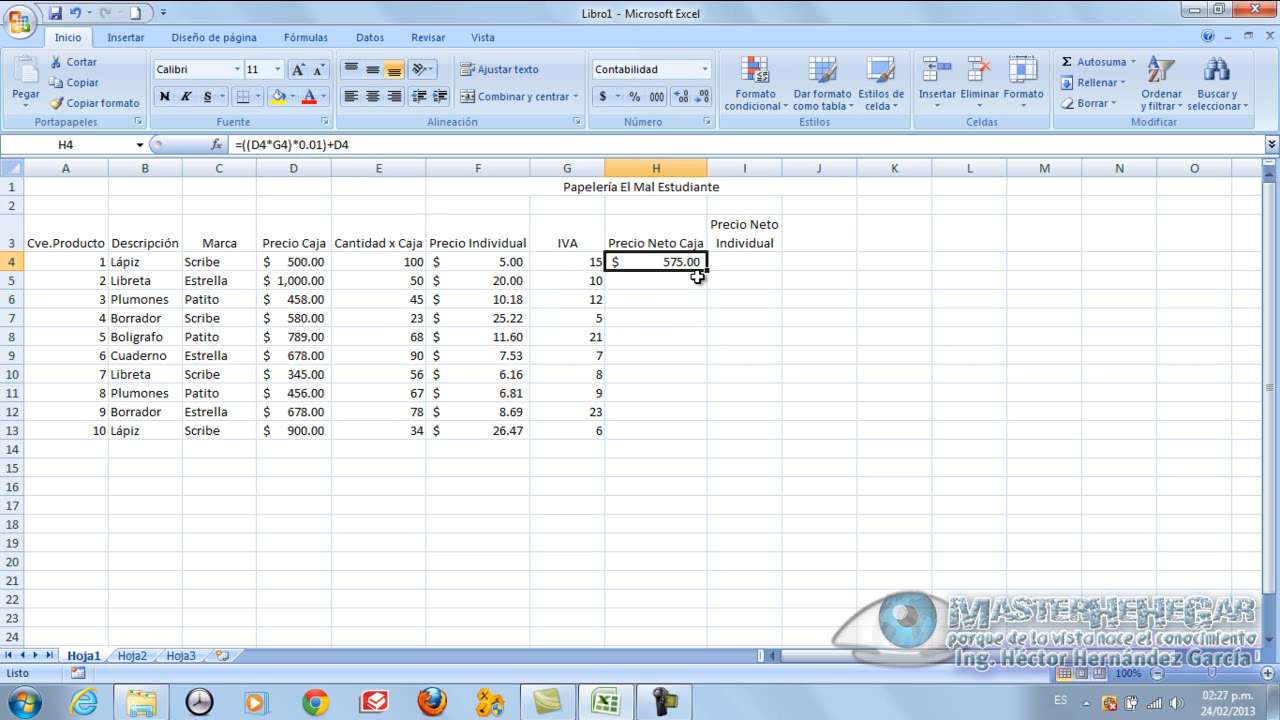 Libro1 - Microsoft Excel
Inicio Insertar Diseño de página Fórmulas Datos Revisar Vista
Pegar Cortar Copiar Copiar formato
Calibri 11
N K S
Ajustar texto
Combinar y centrar
Contabilidad
$ % 000
Formato condicional Dar formato como tabla Estilos de celda
Insertar Eliminar Formato
Autosuma Rellenar Borrar
Ordenar y filtrar Buscar y seleccionar
Portapapeles Fuente Alineación Número Estilos Celdas Modificar
H4 fx =((D4*G4)*0.01)+D4
A B C D E F G H I J K L M N O
1 Papelería El Mal Estudiante
2
3 Cve.Producto Descripción Marca Precio Caja Cantidad x Caja Precio Individual IVA Precio Neto Caja Precio Neto Individual
4 1 Lápiz Scribe $ 500.00 100 $ 5.00 15 $ 575.00
5 2 Libreta Estrella $ 1,000.00 50 $ 20.00 10
6 3 Plumones Patito $ 458.00 45 $ 10.18 12
7 4 Borrador Scribe $ 580.00 23 $ 25.22 5
8 5 Boligrafo Patito $ 789.00 68 $ 11.60 21
9 6 Cuaderno Estrella $ 678.00 90 $ 7.53 7
10 7 Libreta Scribe $ 345.00 56 $ 6.16 8
11 8 Plumones Patito $ 456.00 67 $ 6.81 9
12 9 Borrador Estrella $ 678.00 78 $ 8.69 23
13 10 Lápiz Scribe $ 900.00 34 $ 26.47 6
14
15
16
17
18
19
20
21
22
23
24
MASTERHEHEGAR
porque de la vista nace el conocimiento
Ing. Héctor Hernández García
Hoja1 Hoja2 Hoja3
Listo 100%
ES 02:27 p.m.
24/02/2013